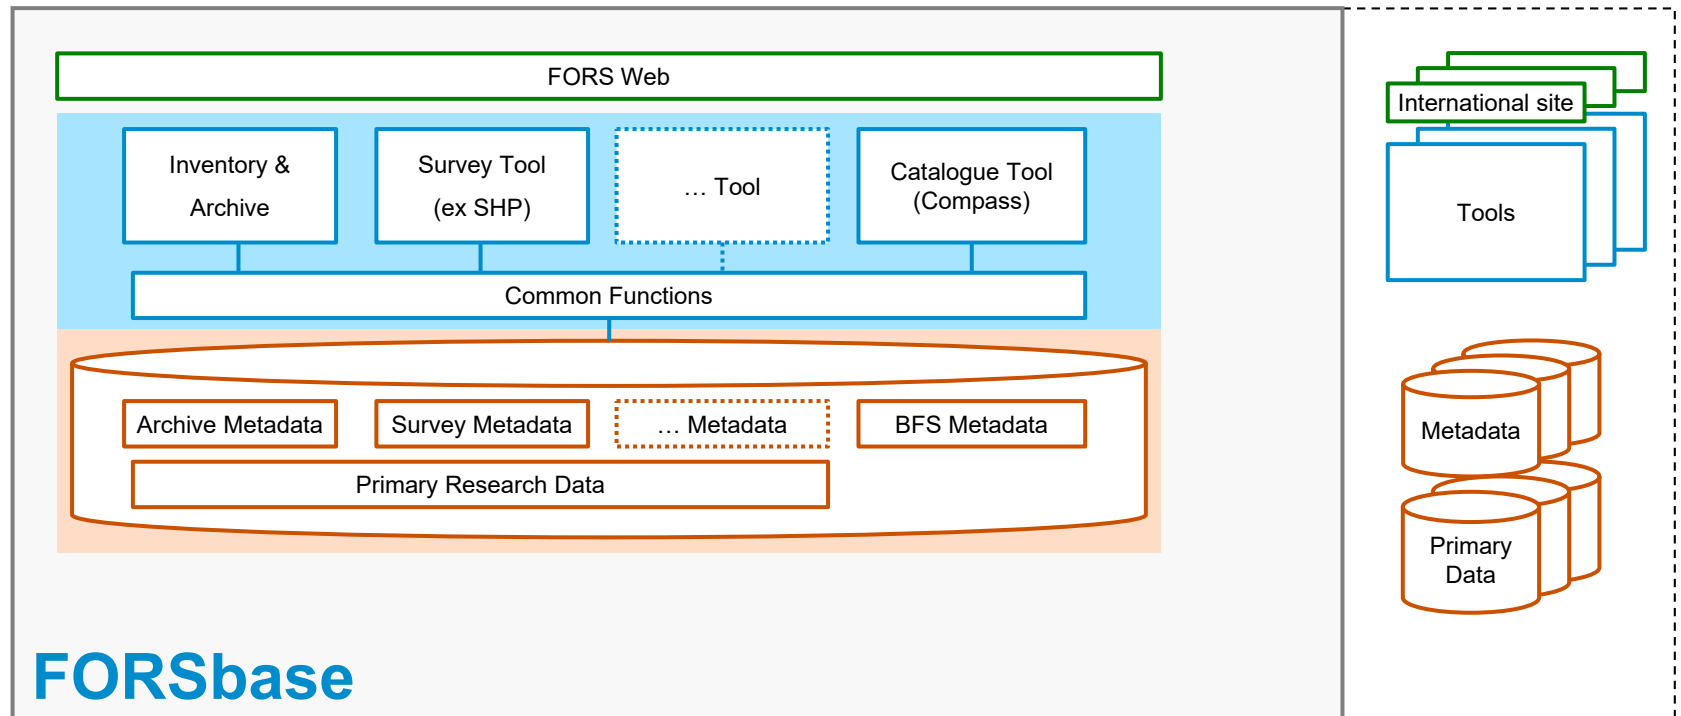 FORS Web
Inventory &
Archive
Survey Tool
(ex SHP)
… Tool
Catalogue Tool
(Compass)
Common Functions
Archive Metadata
Survey Metadata
… Metadata
BFS Metadata
Primary Research Data
FORSbase
International site
Tools
Metadata
Primary
Data